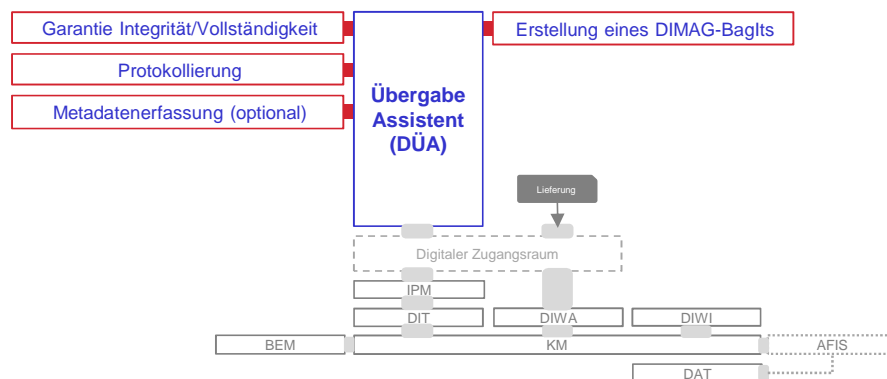 Garantie Integrität/Vollständigkeit
Erstellung eines DIMAG-BagIts
Protokollierung
Metadatenerfassung (optional)
Übergabe
Assistent
(DÜA)
Lieferung
Digitaler Zugangsraum
IPM
DIT
DIWA
DIWI
BEM
KM
AFIS
DAT